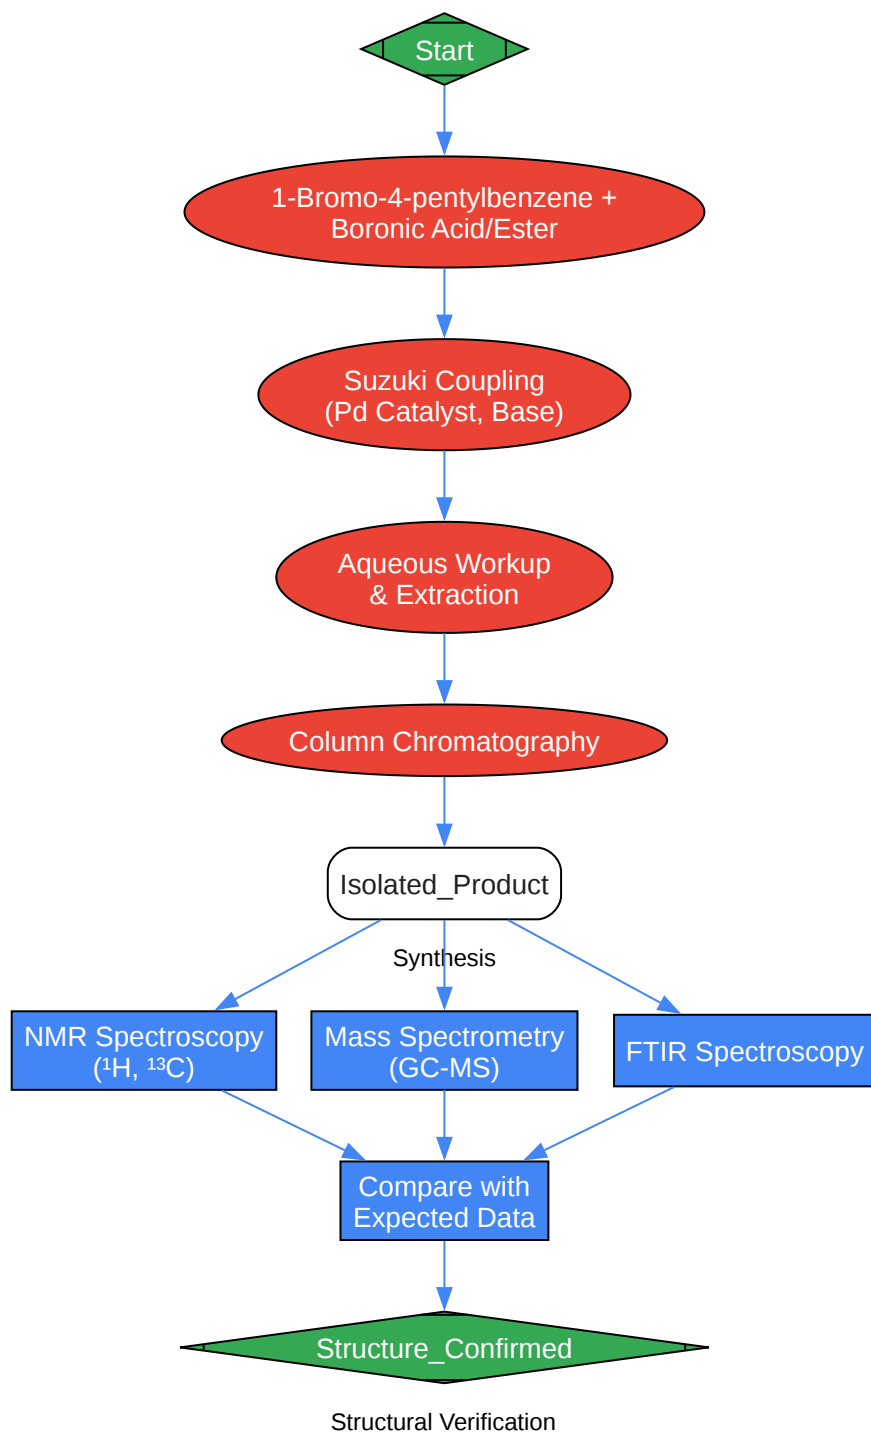 Start
1-Bromo-4-pentylbenzene +
Boronic Acid/Ester
Suzuki Coupling
(Pd Catalyst, Base)
Aqueous Workup
& Extraction
Column Chromatography
Isolated_Product
Synthesis
NMR Spectroscopy
(¹H, ¹³C)
Mass Spectrometry
(GC-MS)
FTIR Spectroscopy
Compare with
Expected Data
Structure_Confirmed
Structural Verification